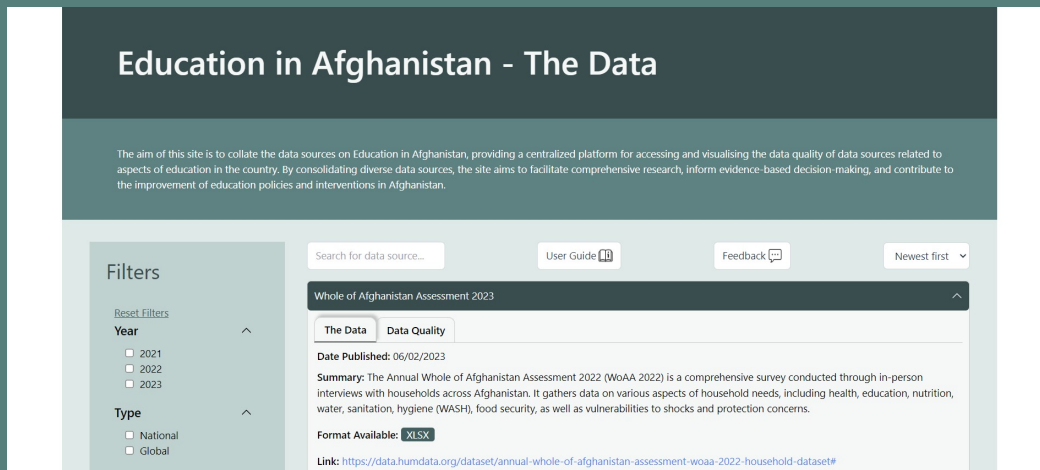 Education in Afghanistan - The Data
The aim of this site is to collate the data sources on Education in Afghanistan, providing a centralized platform for accessing and visualising the data quality of data sources related to
aspects of education in the country. By consolidating diverse data sources, the site aims to facilitate comprehensive research, inform evidence-based decision-making, and contribute to
the improvement of education policies and interventions in Afghanistan.
Filters
Reset Filters
Year
2021
2022
2023
Type
National
Global
Search for data source...
User Guide
Feedback
Newest first
Whole of Afghanistan Assessment 2023
The Data
Data Quality
Date Published: 06/02/2023
Summary: The Annual Whole of Afghanistan Assessment 2022 (WoAA 2022) is a comprehensive survey conducted through in-person
interviews with households across Afghanistan. It gathers data on various aspects of household needs, including health, education, nutrition,
water, sanitation, hygiene (WASH), food security, as well as vulnerabilities to shocks and protection concerns.
Format Available: XLSX
Link: https://data.humdata.org/dataset/annual-whole-of-afghanistan-assessment-woaa-2022-household-dataset#